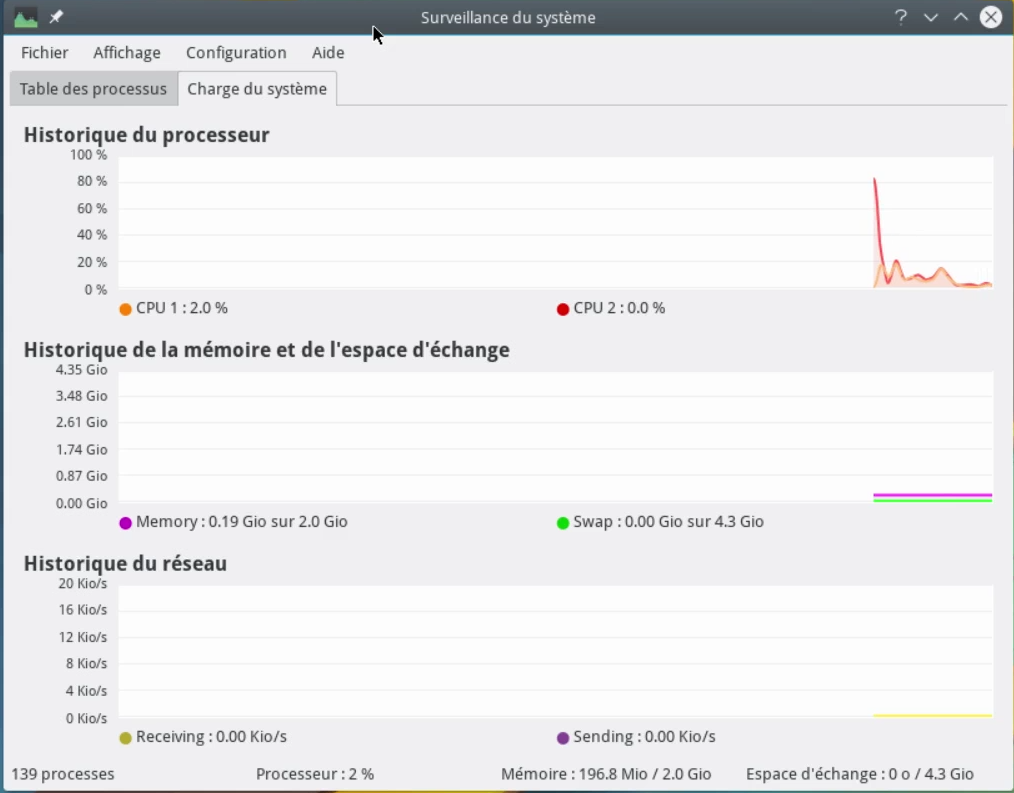 Surveillance du système
Fichier Affichage Configuration Aide
Table des processus Charge du système
Historique du processeur
100 %
80 %
60 %
40 %
20 %
0 %
CPU 1 : 2.0 % CPU 2 : 0.0 %
Historique de la mémoire et de l'espace d'échange
4.35 Gio
3.48 Gio
2.61 Gio
1.74 Gio
0.87 Gio
0.00 Gio
Memory : 0.19 Gio sur 2.0 Gio Swap : 0.00 Gio sur 4.3 Gio
Historique du réseau
20 Kio/s
16 Kio/s
12 Kio/s
8 Kio/s
4 Kio/s
0 Kio/s
Receiving : 0.00 Kio/s Sending : 0.00 Kio/s
139 processes Processeur : 2 % Mémoire : 196.8 Mio / 2.0 Gio Espace d'échange : 0 o / 4.3 Gio